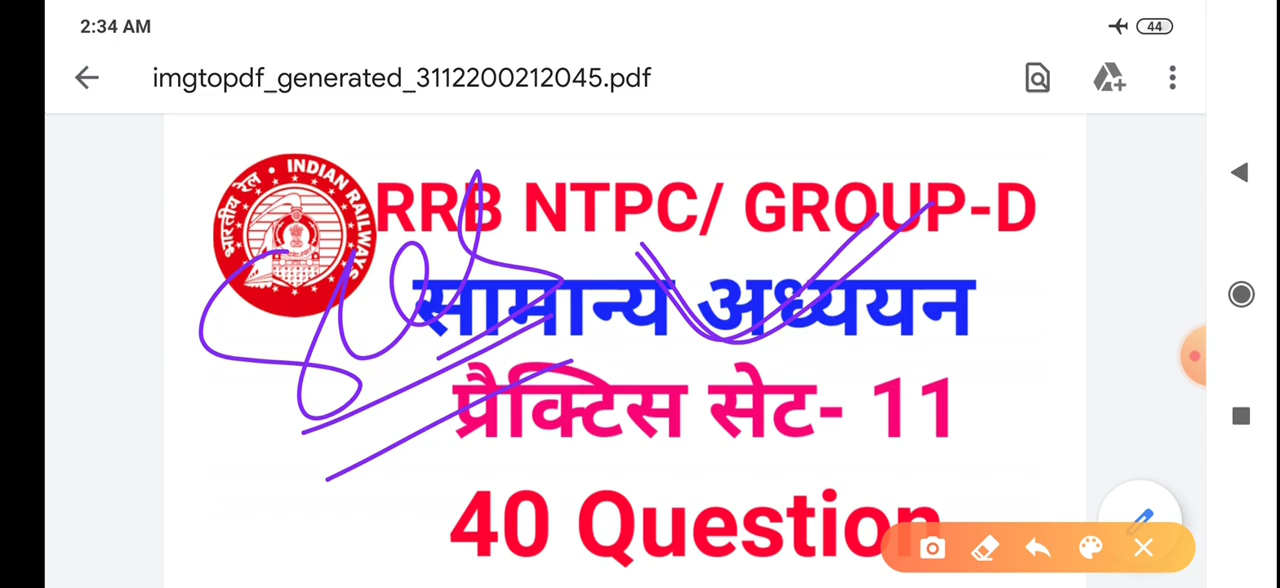 2:34 AM
44
imgtopdf_generated_3112200212045.pdf
भारतीय रेल • INDIAN RAILWAYS
RRB NTPC/ GROUP-D
सामान्य अध्ययन
प्रैक्टिस सेट- 11
40 Question